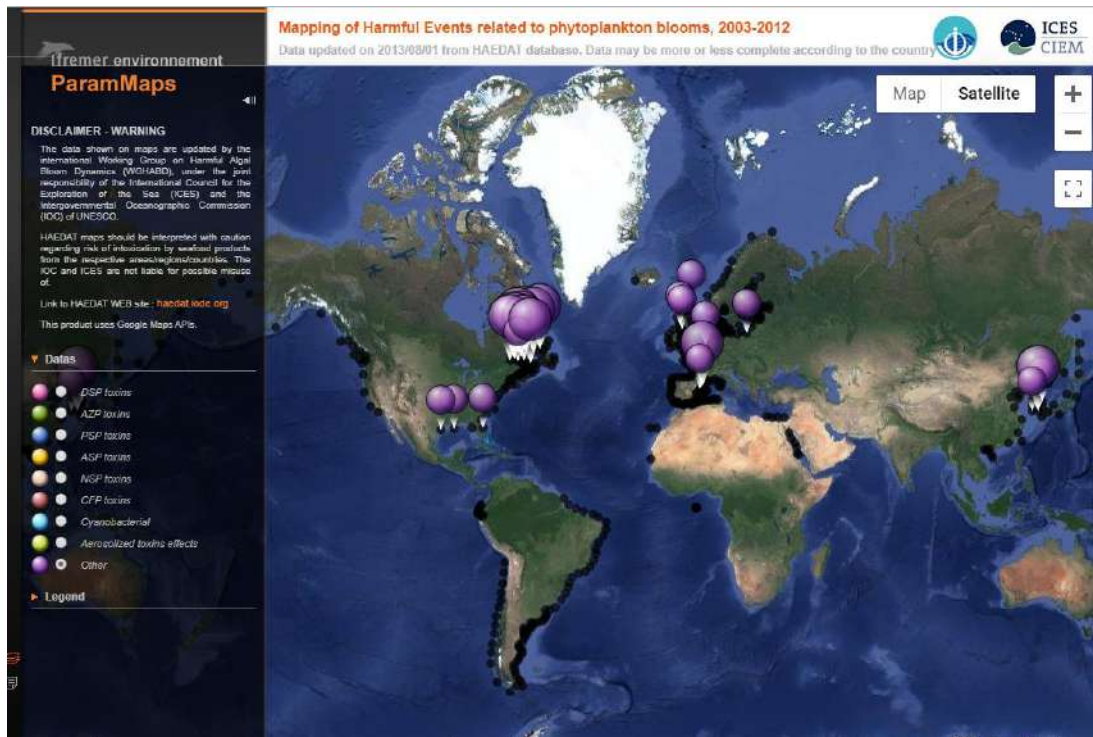 Mapping of Harmful Events related to phytoplankton blooms, 2003-2012
Data updated on 2013/08/01 from HAEDAT database. Data may be more or less complete according to the country
ICES
CIEM
ifremer environnement
ParamMaps
Map
Satellite
+
−
DISCLAIMER - WARNING
The data shown on maps are updated by the
international Working Group on Harmful Algal
Bloom Dynamics (WGHABD), under the joint
responsibility of the International Council for the
Exploration of the Sea (ICES) and the
Intergovernmental Oceanographic Commission
(IOC) of UNESCO.
HAEDAT maps should be interpreted with caution
regarding risk of intoxication by seafood products
from the respective areas/regions/countries. The
IOC and ICES are not liable for possible misuse
of.
Link to HAEDAT WEB site : haedat.iode.org
This product uses Google Maps APIs.
Datas
DSP toxins
AZP toxins
PSP toxins
ASP toxins
NSP toxins
CFP toxins
Cyanobacterial
Aerosolized toxins effects
Other
Legend